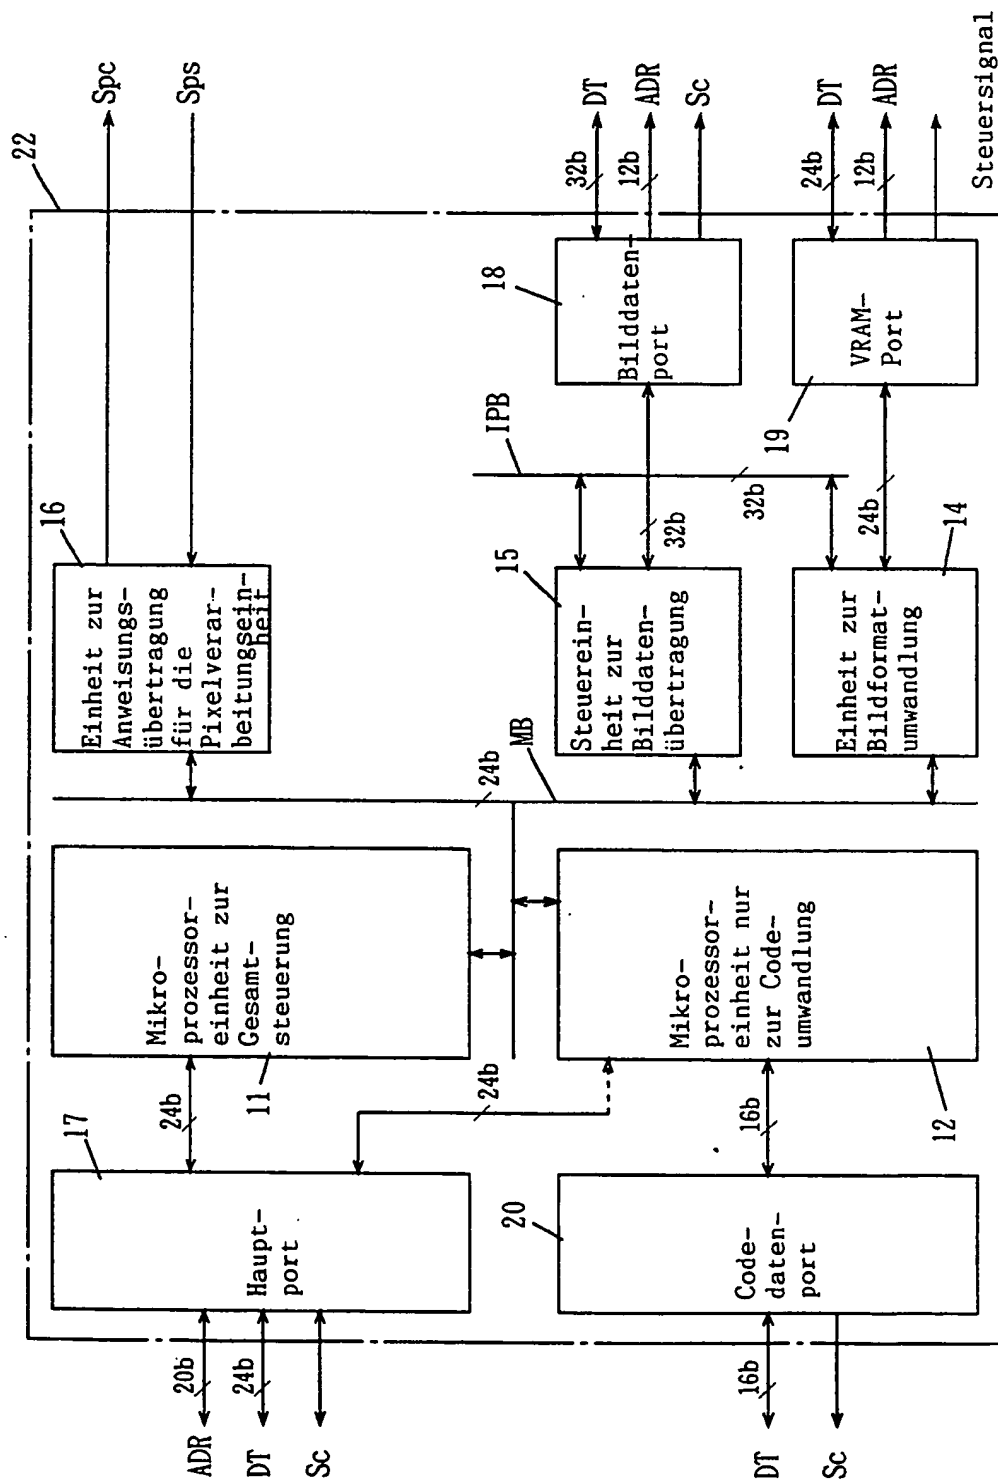 22
ADR
20b
DT
24b
Sc
17
Haupt-
port
24b
11
Mikro-
prozessor-
einheit zur
Gesamt-
steuerung
24b
16
Einheit zur
Anweisungs-
übertragung
für die
Pixelverar-
beitungsein-
heit
Spc
Sps
24b
MB
DT
16b
Sc
20
Code-
daten-
port
16b
12
Mikro-
prozessor-
einheit nur
zur Code-
umwandlung
15
Steuerein-
heit zur
Bilddaten-
übertragung
32b
IPB
32b
18
Bilddaten-
port
32b
DT
12b
ADR
Sc
14
Einheit zur
Bildformat-
umwandlung
24b
19
VRAM-
Port
24b
DT
12b
ADR
Steuersignal